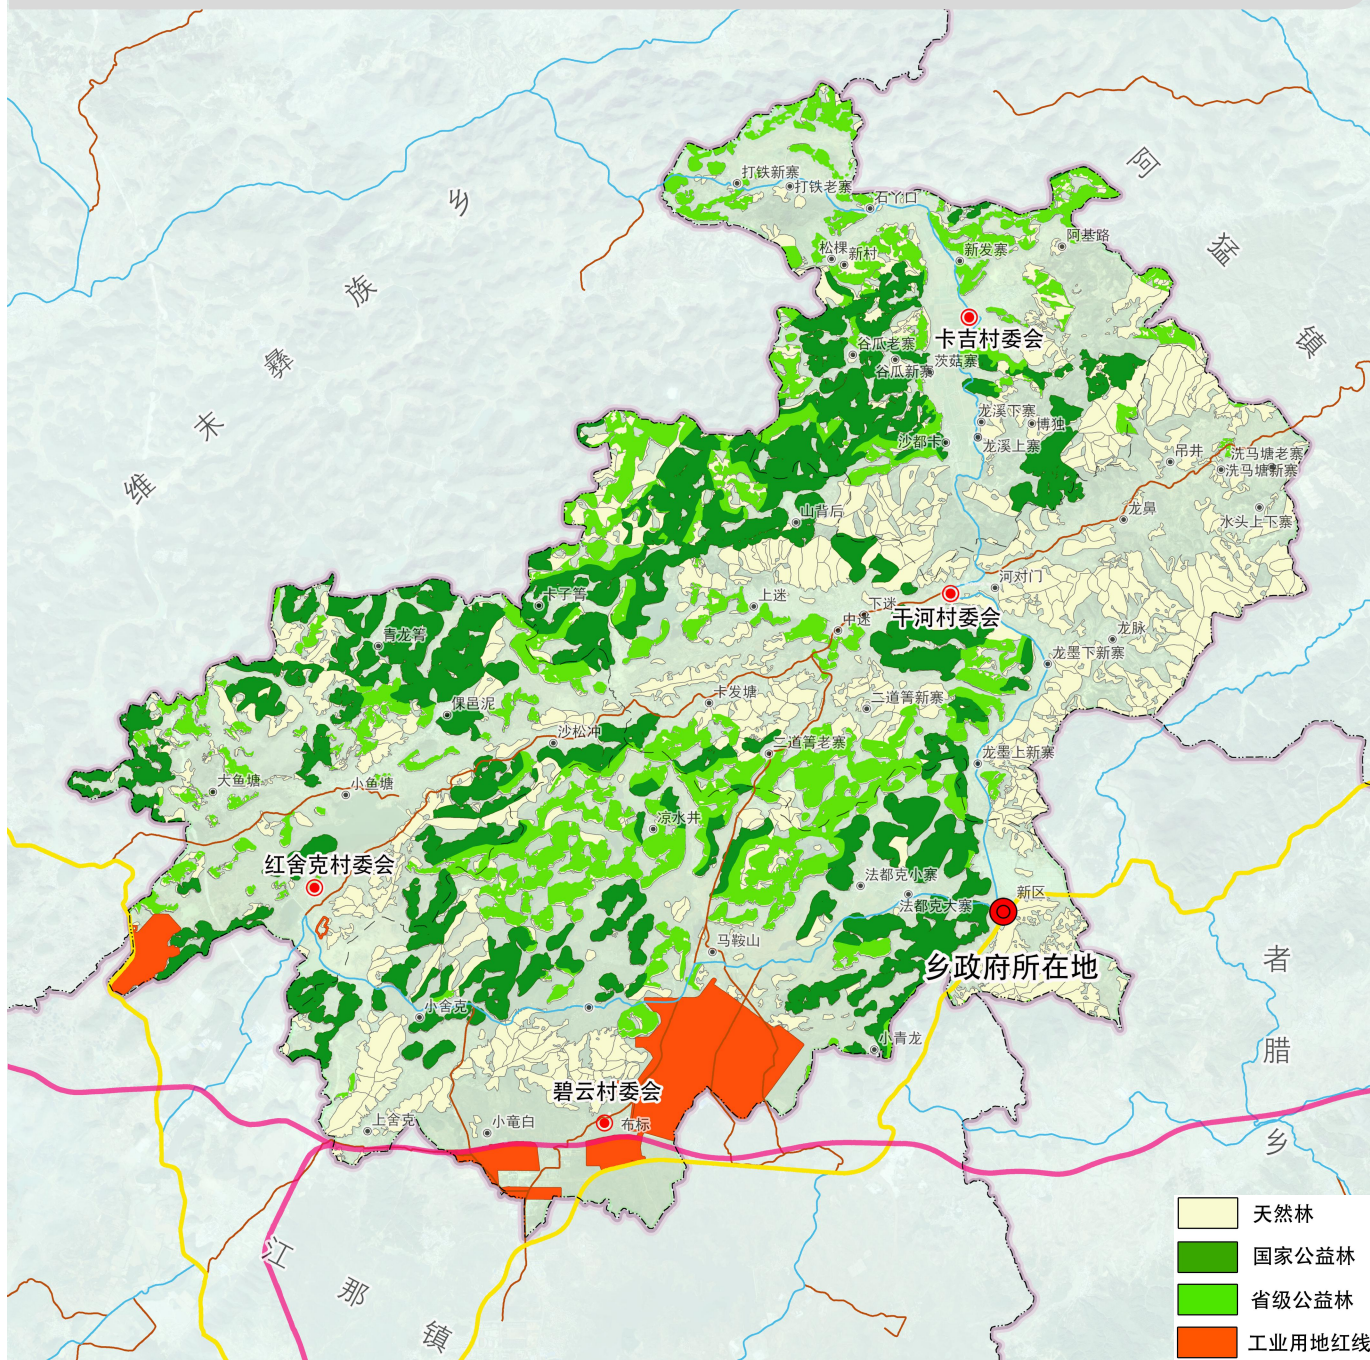 阿
猛
镇
维
末
彝
族
乡
打铁新寨
打铁老寨
石丫口
松棵
新村
新发寨
阿基路
卡吉村委会
谷瓜老寨
谷瓜新寨
茨菇寨
龙溪下寨
博独
沙都卡
龙溪上寨
吊井
洗马塘老寨
洗马塘新寨
山背后
龙鼻
水头上下寨
河对门
卡子箐
上迷
下迷
中迷
干河村委会
青龙箐
龙脉
龙墨下新寨
倮邑泥
卡发塘
二道箐新寨
沙松冲
二道箐老寨
龙墨上新寨
大鱼塘
小鱼塘
凉水井
红舍克村委会
法都克小寨
法都克大寨
新区
马鞍山
乡政府所在地
小舍克
小青龙
碧云村委会
上舍克
小竜白
布标
者
腊
乡
江
那
镇
天然林
国家公益林
省级公益林
工业用地红线